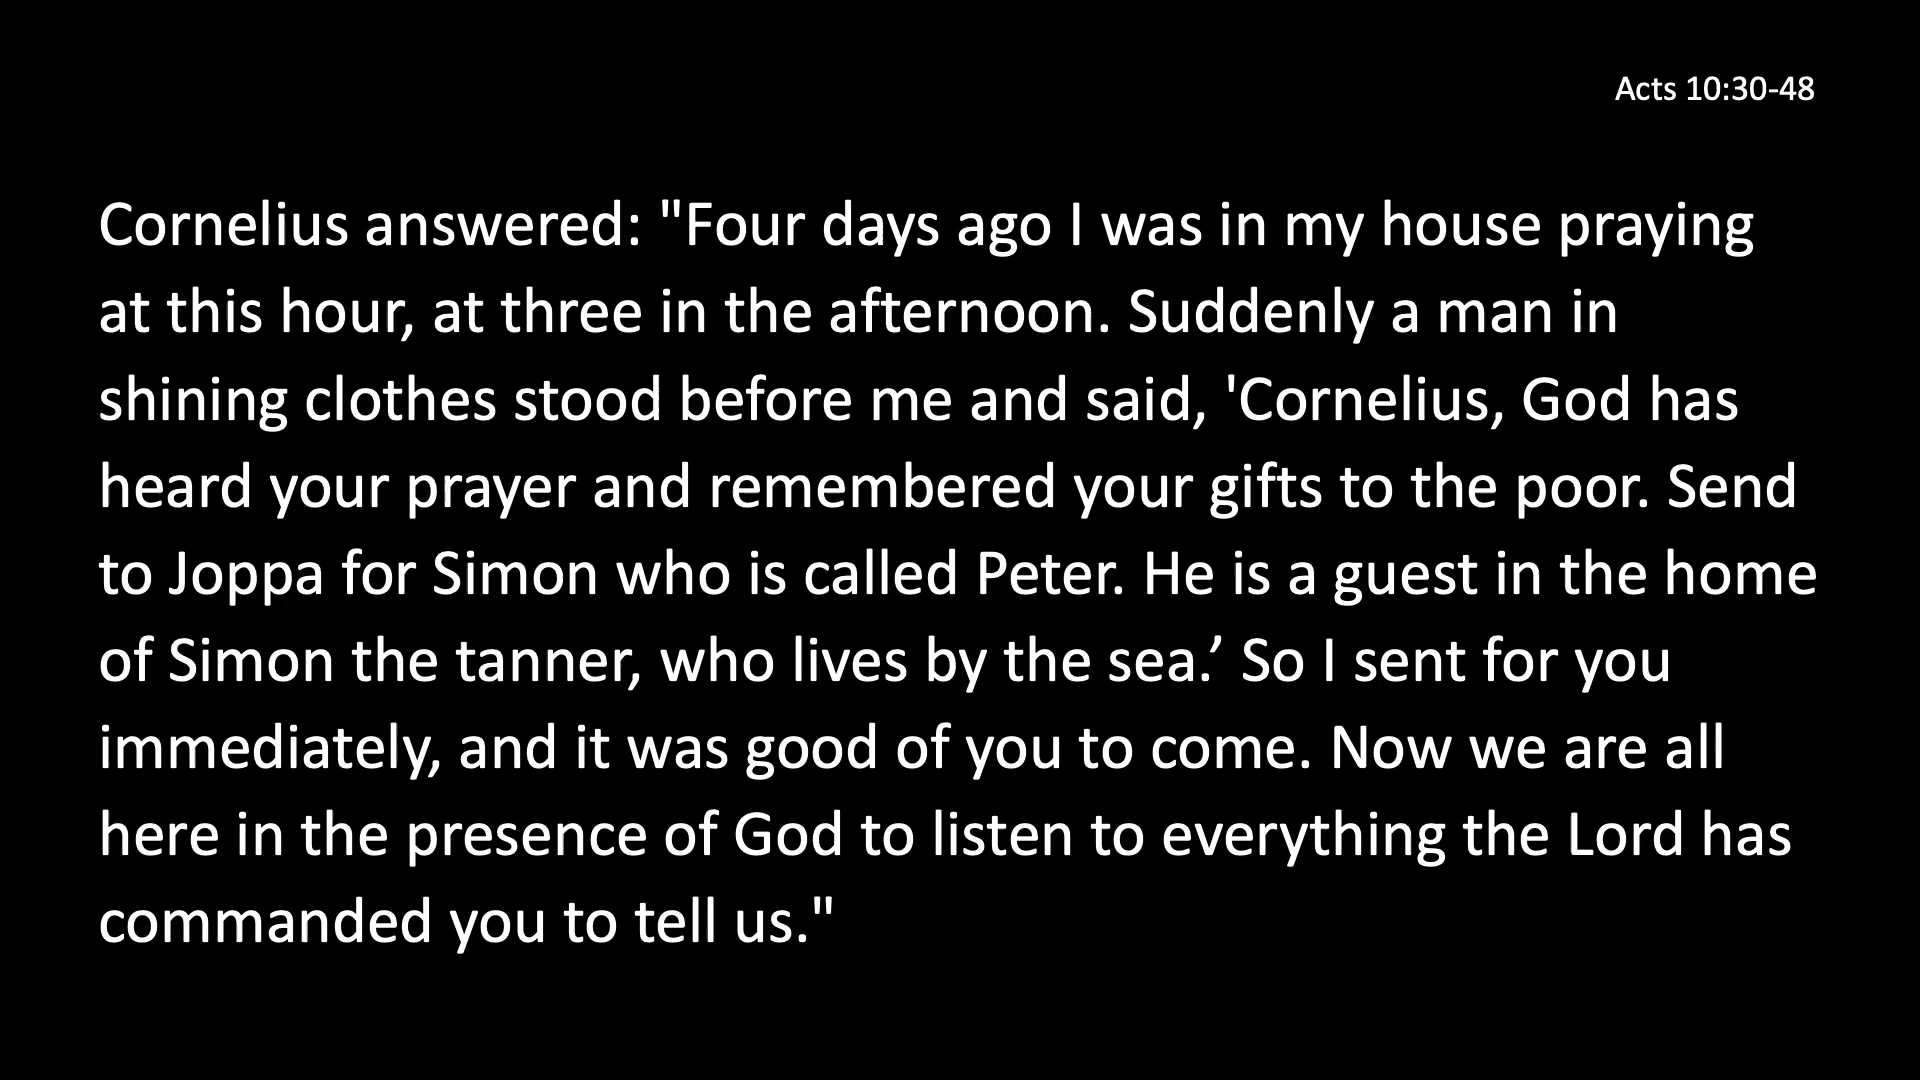 Acts 10:30-48
Cornelius answered: "Four days ago I was in my house praying
at this hour, at three in the afternoon. Suddenly a man in
shining clothes stood before me and said, 'Cornelius, God has
heard your prayer and remembered your gifts to the poor. Send
to Joppa for Simon who is called Peter. He is a guest in the home
of Simon the tanner, who lives by the sea.’ So I sent for you
immediately, and it was good of you to come. Now we are all
here in the presence of God to listen to everything the Lord has
commanded you to tell us."